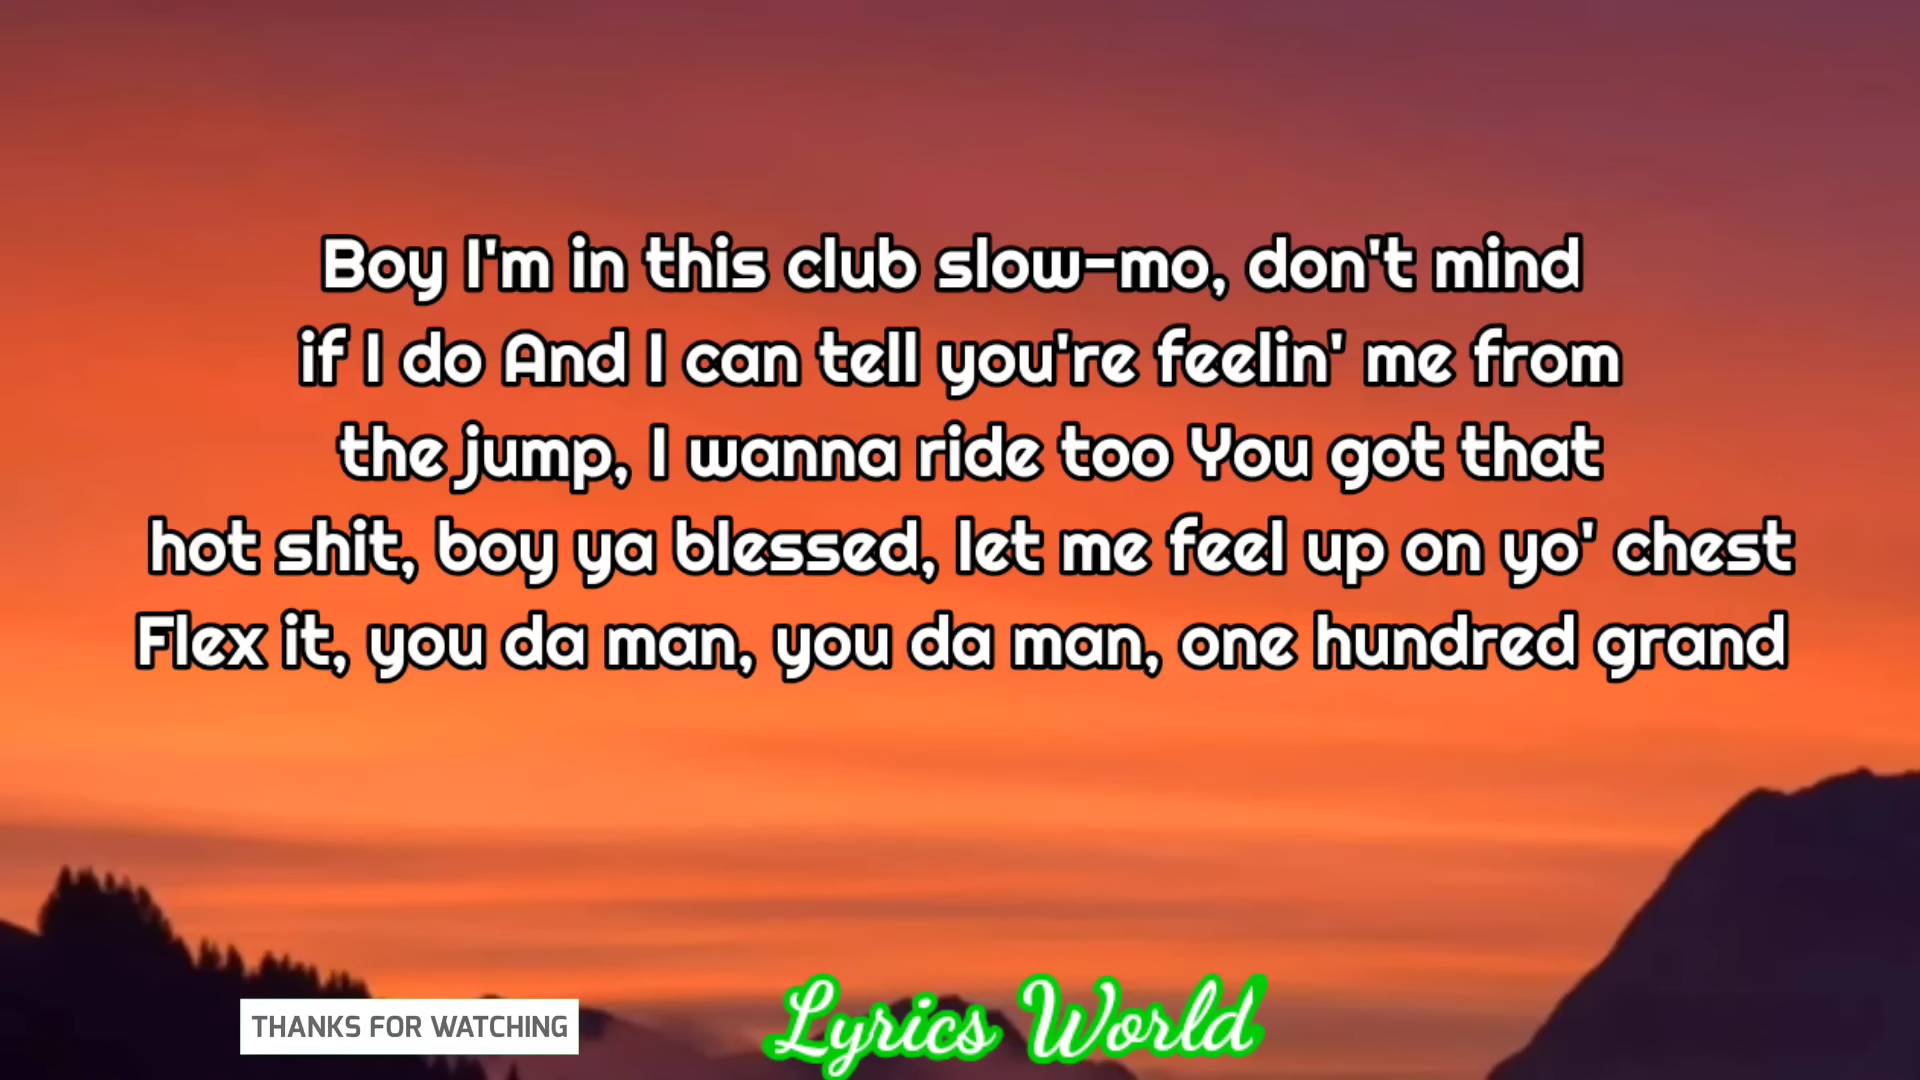 Boy I'm in this club slow-mo, don't mind
if I do And I can tell you're feelin' me from
the jump, I wanna ride too You got that
hot shit, boy ya blessed, let me feel up on yo' chest
Flex it, you da man, you da man, one hundred grand
THANKS FOR WATCHING
Lyrics World